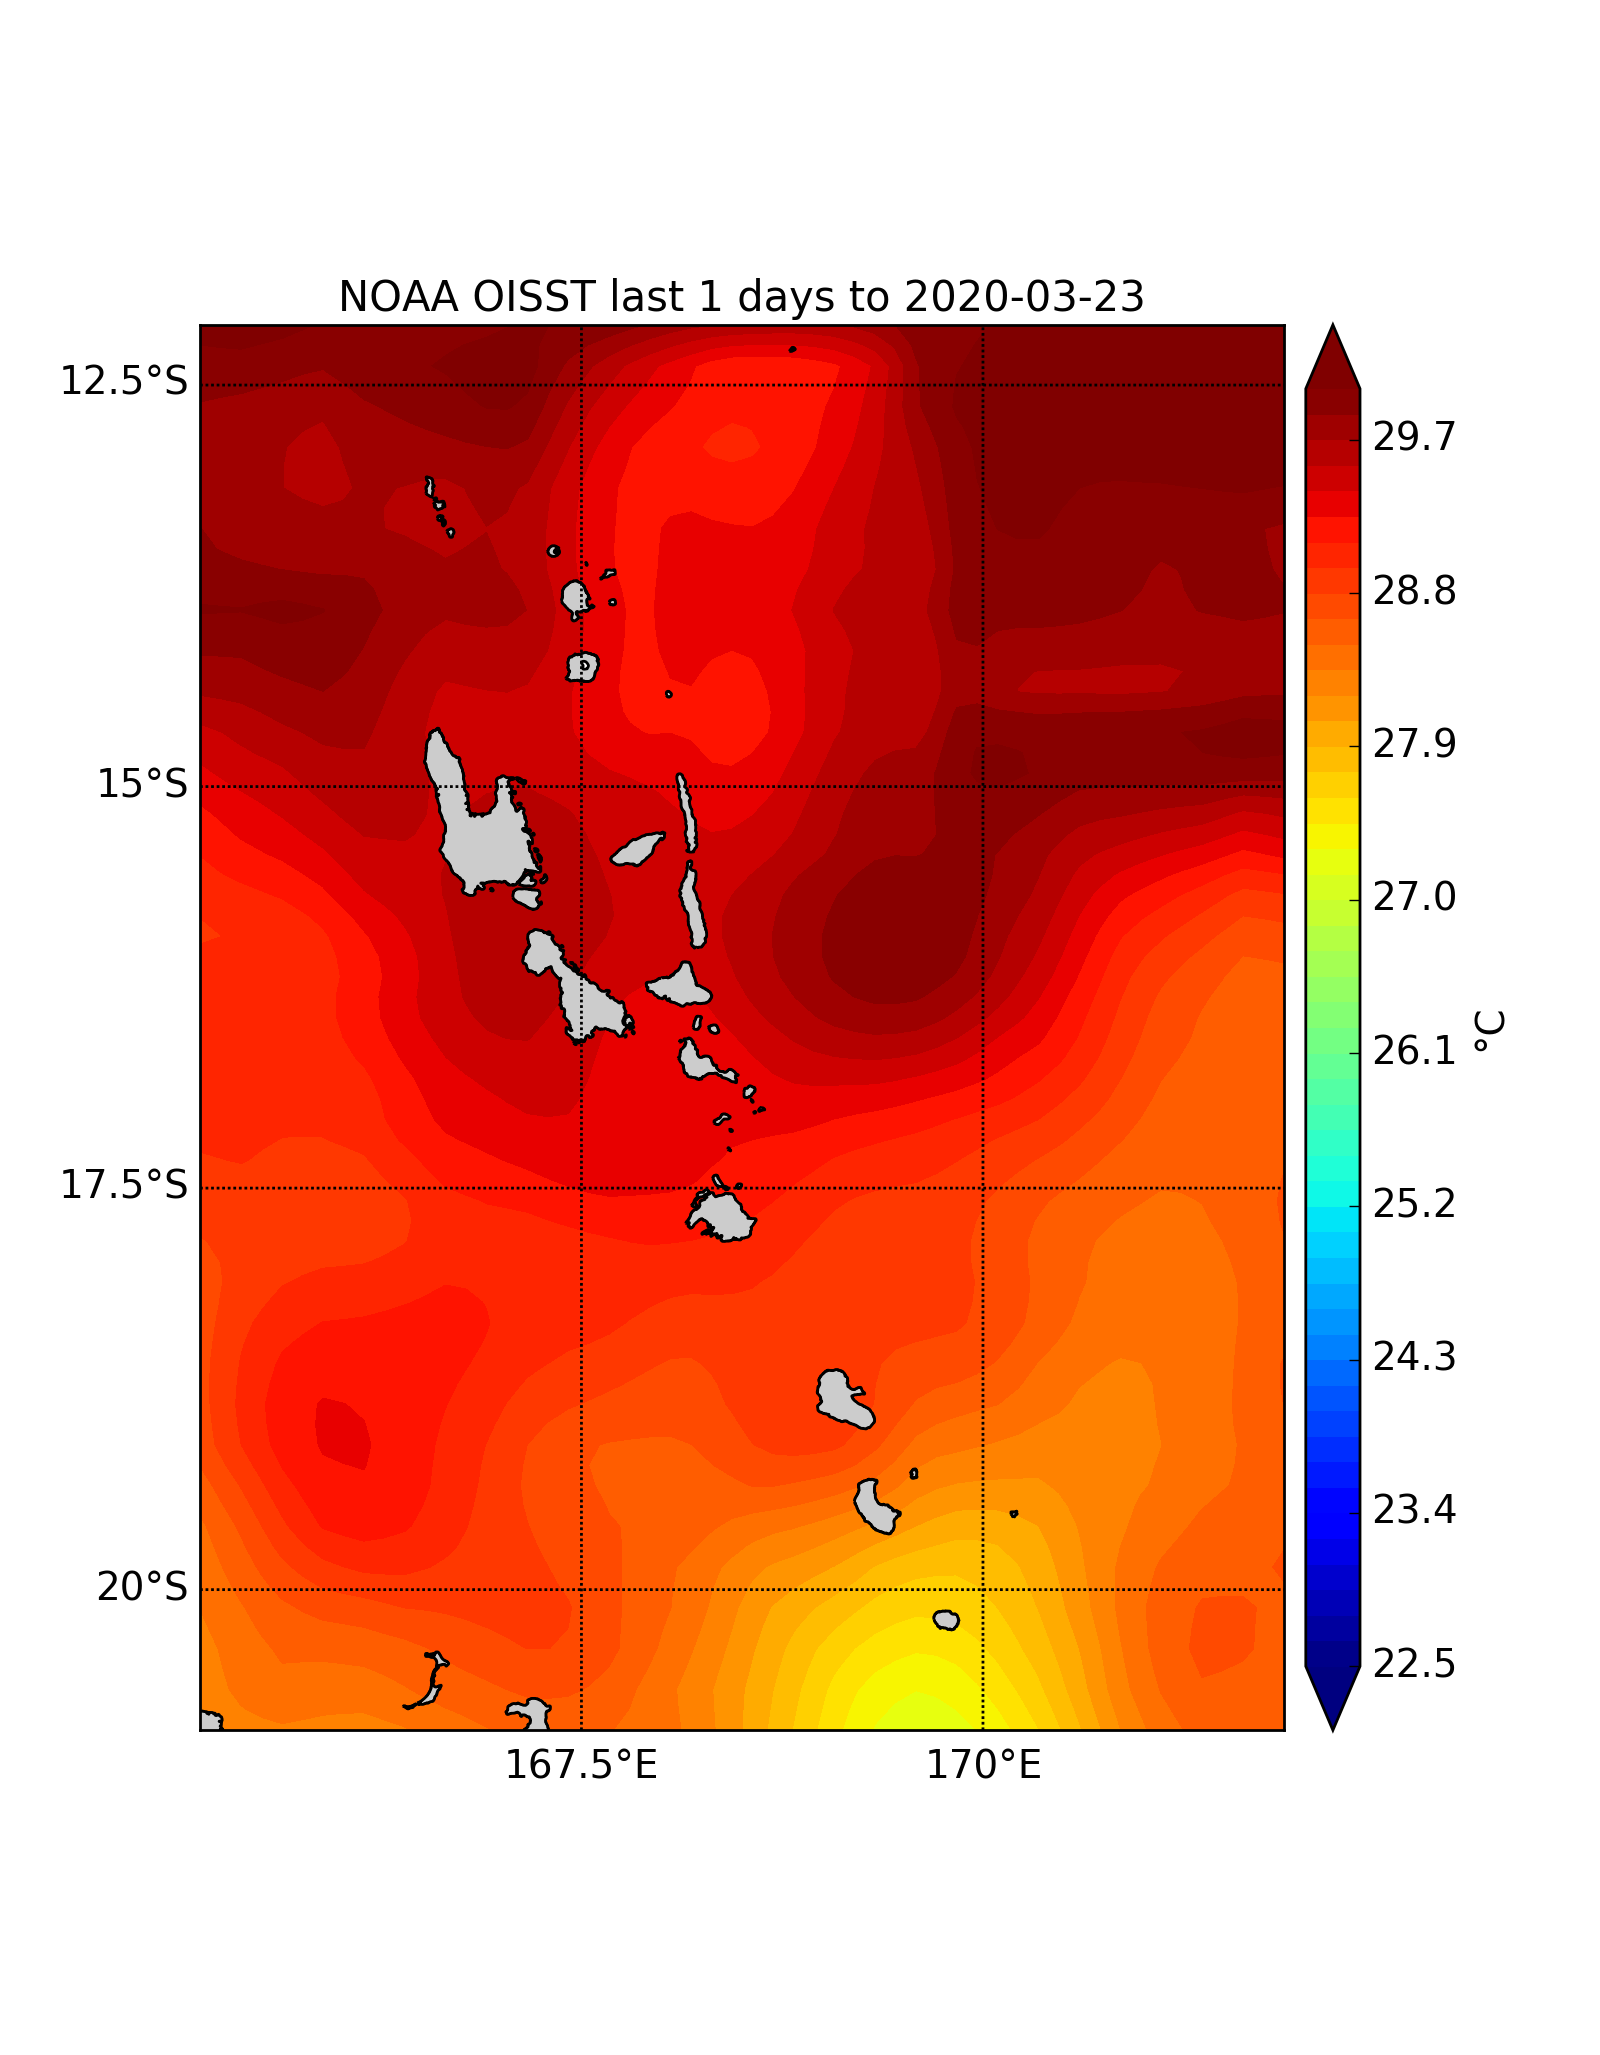 NOAA OISST last 1 days to 2020-03-23
12.5°S
15°S
17.5°S
20°S
167.5°E
170°E
29.7
28.8
27.9
27.0
26.1
25.2
24.3
23.4
22.5
°C